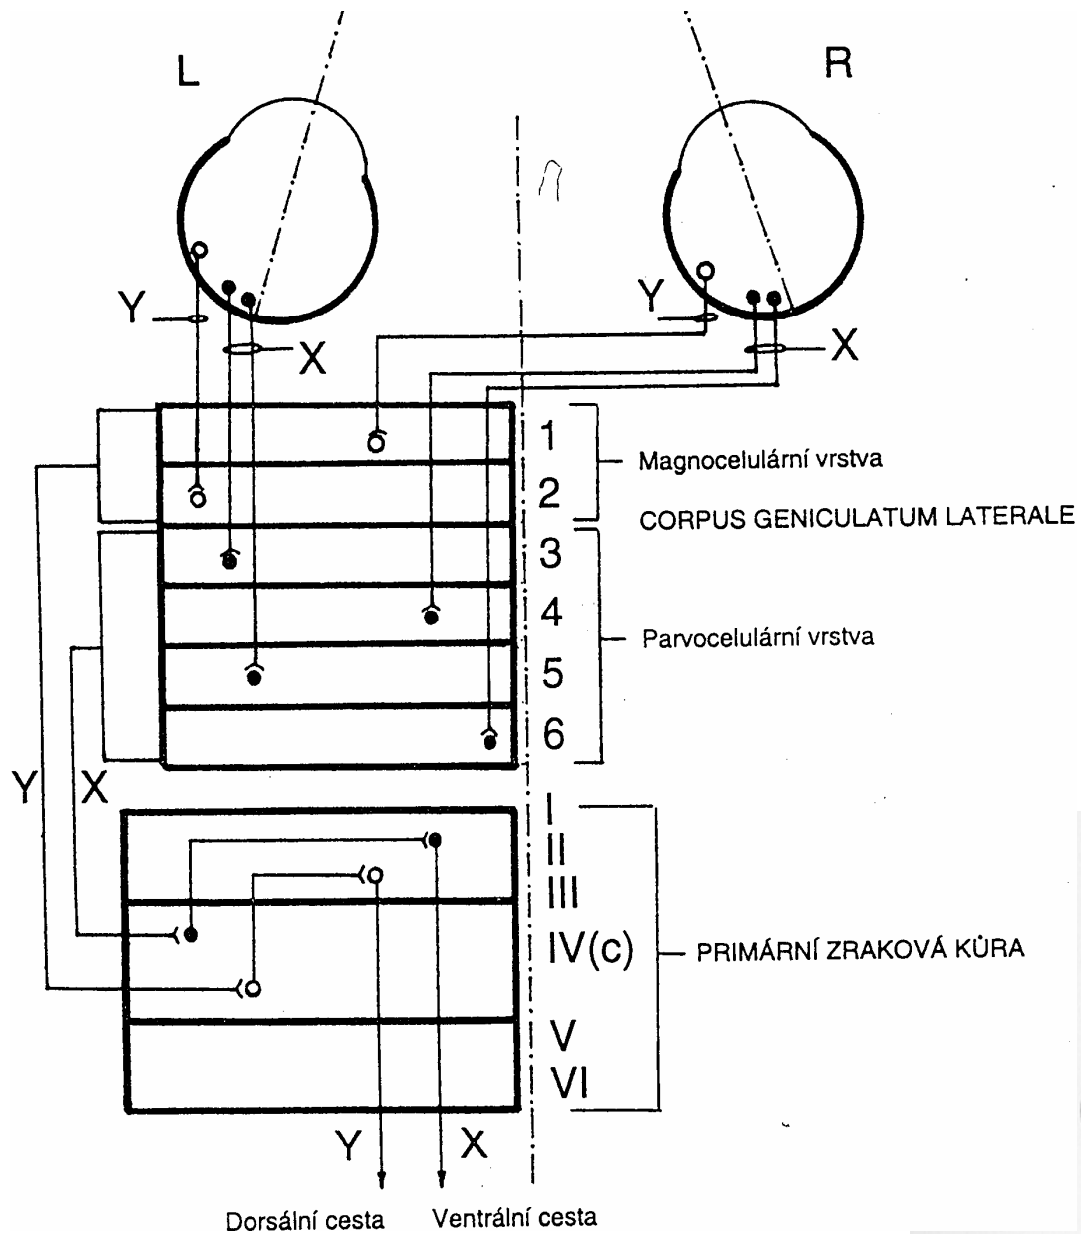 L
R
Y
X
Y
X
1
2
3
4
5
6
Magnocelulární vrstva
CORPUS GENICULATUM LATERALE
Parvocelulární vrstva
Y
X
I
II
III
IV(c)
V
VI
PRIMÁRNÍ ZRAKOVÁ KŮRA
Y
X
Dorsální cesta
Ventrální cesta